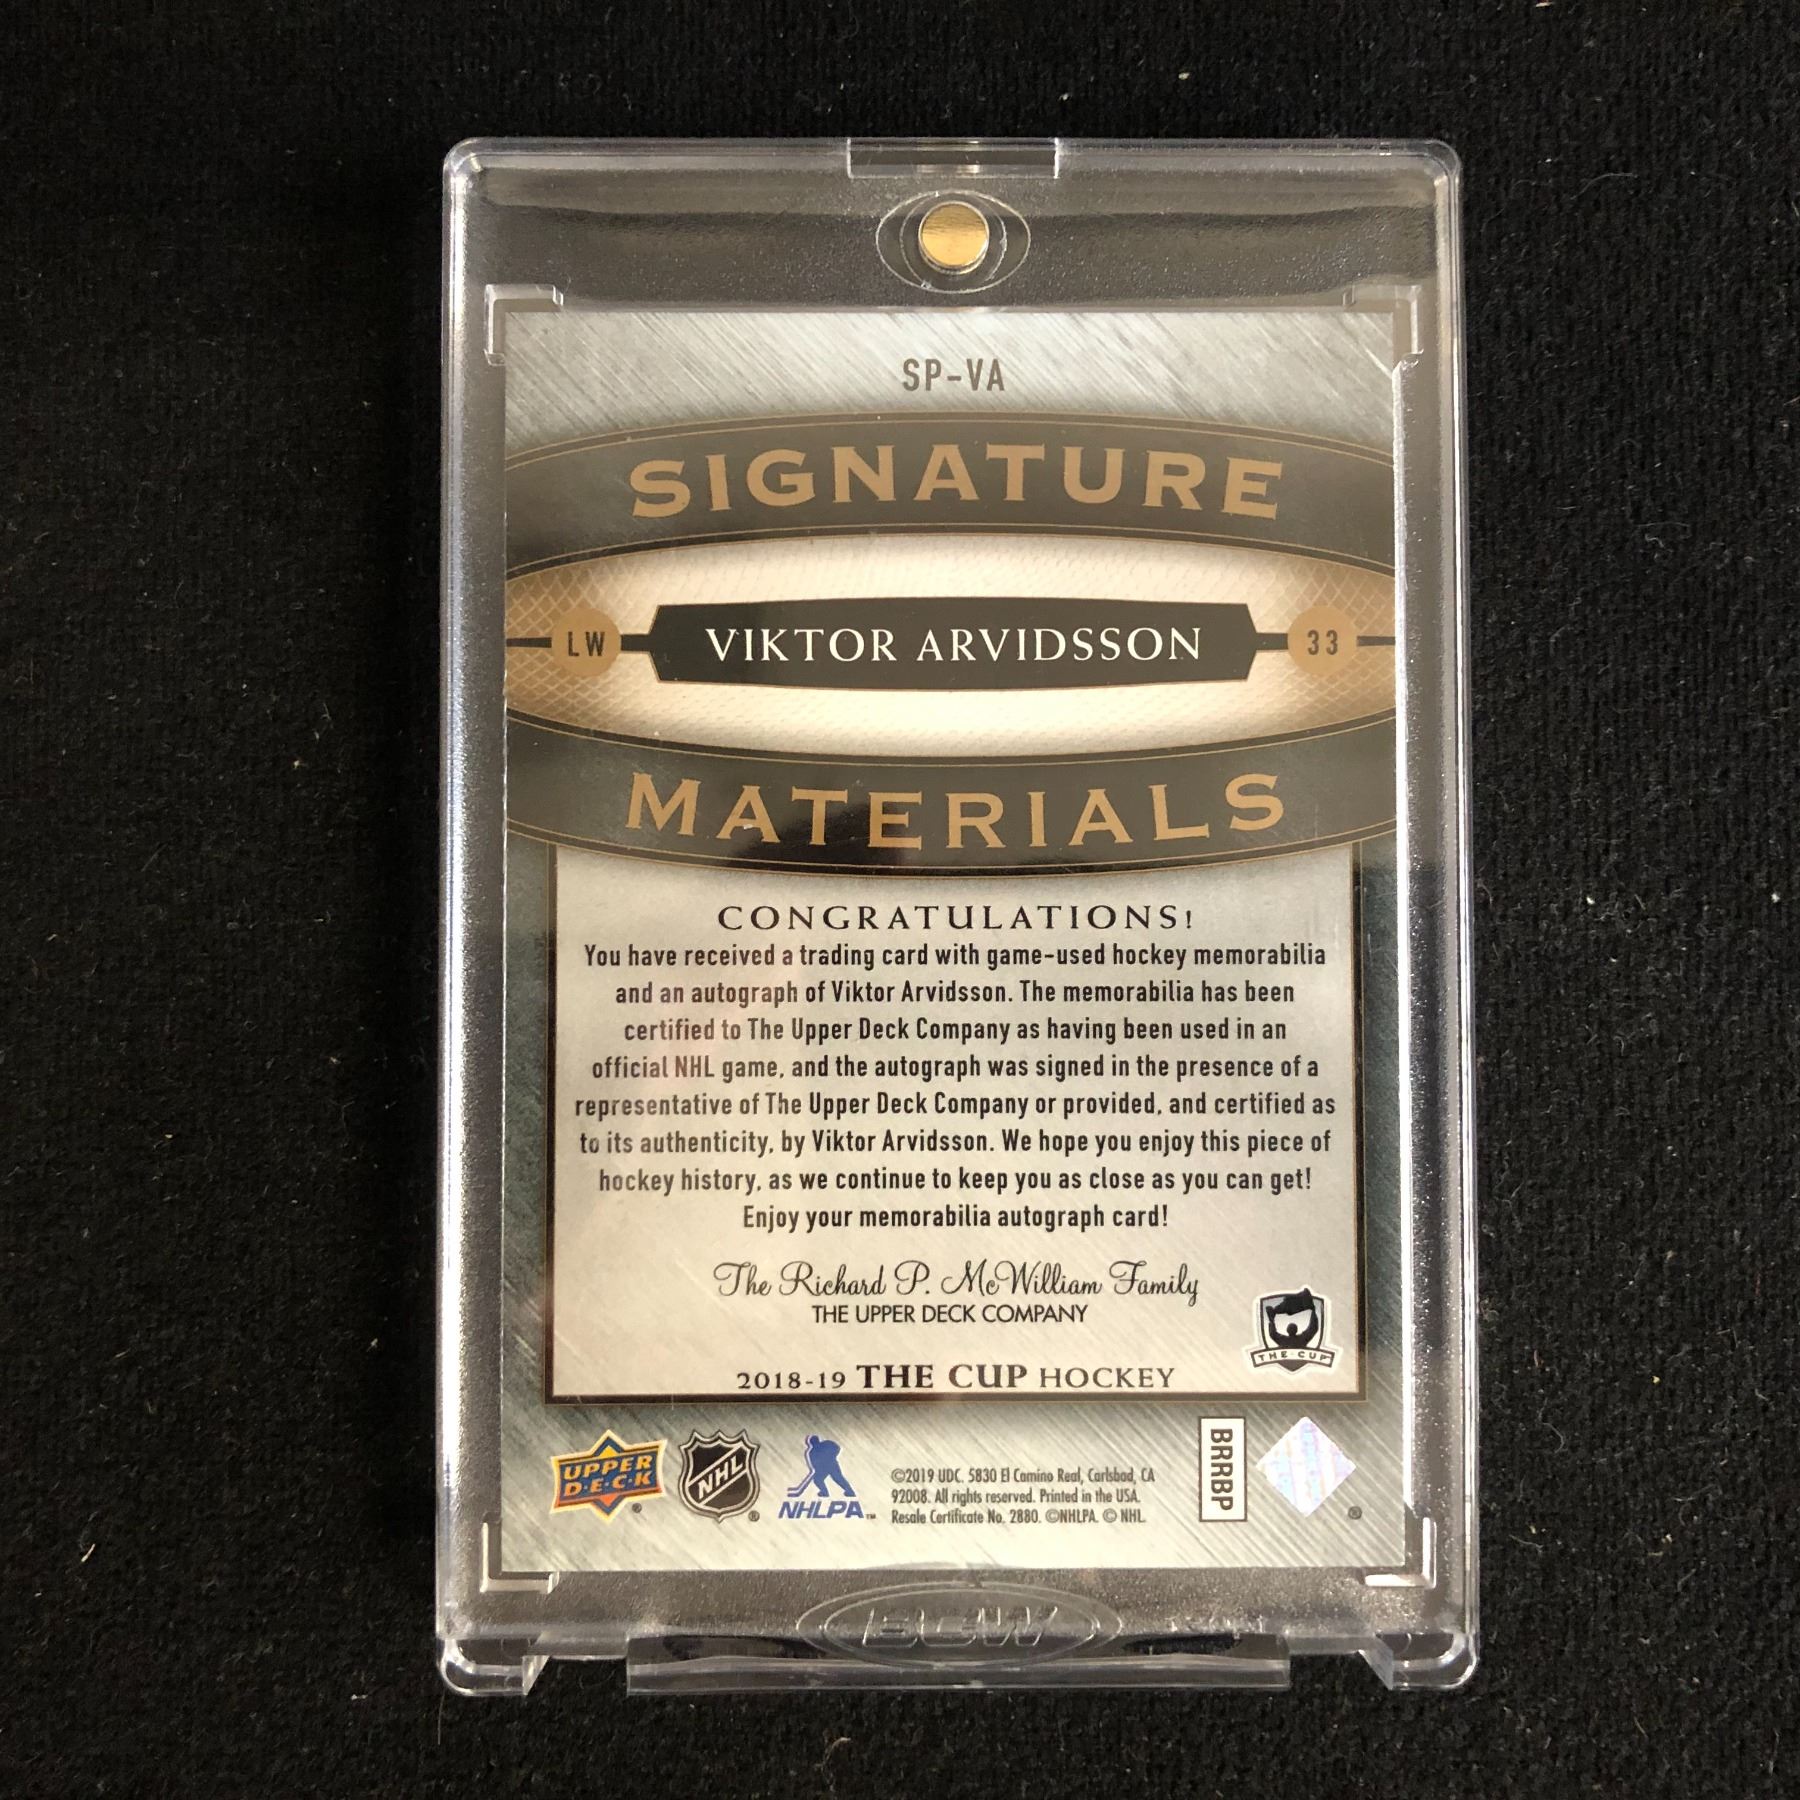 SP-VA
SIGNATURE
LW VIKTOR ARVIDSSON 33
MATERIALS
CONGRATULATIONS!
You have received a trading card with game-used hockey memorabilia
and an autograph of Viktor Arvidsson. The memorabilia has been
certified to The Upper Deck Company as having been used in an
official NHL game, and the autograph was signed in the presence of a
representative of The Upper Deck Company or provided, and certified as
to its authenticity, by Viktor Arvidsson. We hope you enjoy this piece of
hockey history, as we continue to keep you as close as you can get!
Enjoy your memorabilia autograph card!
The Richard P. McWilliam Family
THE UPPER DECK COMPANY
THE·CUP
2018-19 THE CUP HOCKEY
UPPER
D·E·C·K ®
NHL ®
NHLPA™
©2019 UDC. 5830 El Camino Real, Carlsbad, CA
92008. All rights reserved. Printed in the USA.
Resale Certificate No. 2880. ©NHLPA. © NHL.
BRRBP
®
BCW